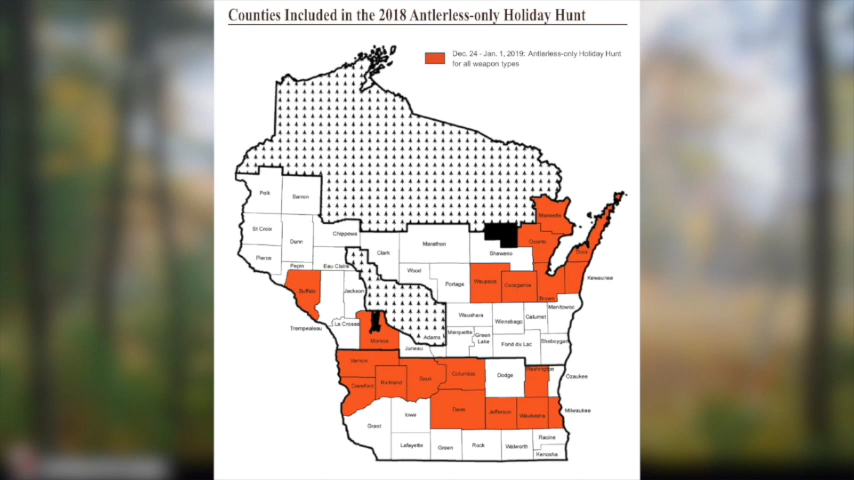 Counties Included in the 2018 Antlerless-only Holiday Hunt
Dec. 24 - Jan. 1, 2019: Antlerless-only Holiday Hunt
for all weapon types
Polk
Barron
Marinette
St Croix
Dunn
Chippewa
Clark
Marathon
Oconto
Shawano
Door
Pierce
Pepin
Eau Claire
Wood
Portage
Waupaca
Outagamie
Brown
Kewaunee
Buffalo
Jackson
Trempealeau
La Crosse
Monroe
Adams
Juneau
Waushara
Winnebago
Calumet
Manitowoc
Marquette
Green
Lake
Fond du Lac
Sheboygan
Vernon
Crawford
Richland
Sauk
Columbia
Dodge
Washington
Ozaukee
Grant
Iowa
Dane
Jefferson
Waukesha
Milwaukee
Lafayette
Green
Rock
Walworth
Racine
Kenosha